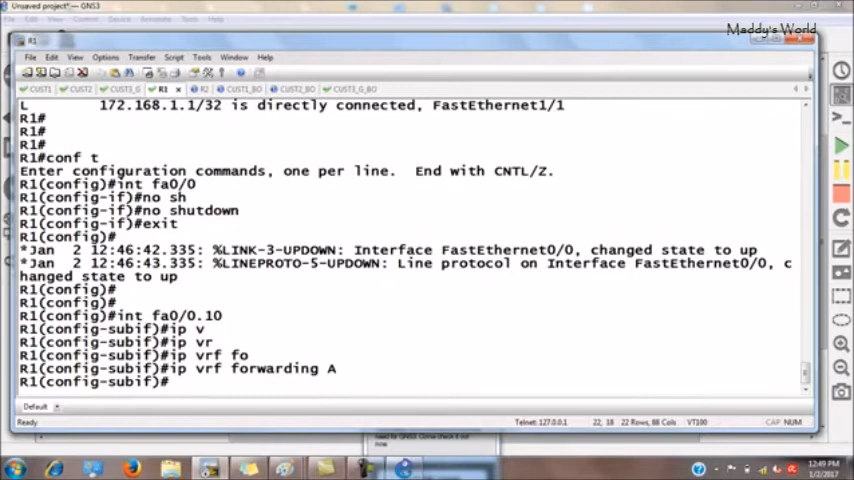 Unsaved project* - GNS3
Maddy's World
R1
File Edit View Options Transfer Script Tools Window Help
CUST1 CUST2 CUST3_G R1 R2 CUST1_BO CUST2_BO CUST3_G_BO
L 172.168.1.1/32 is directly connected, FastEthernet1/1
R1#
R1#
R1#
R1#conf t
Enter configuration commands, one per line. End with CNTL/Z.
R1(config)#int fa0/0
R1(config-if)#no sh
R1(config-if)#no shutdown
R1(config-if)#exit
R1(config)#
*Jan 2 12:46:42.335: %LINK-3-UPDOWN: Interface FastEthernet0/0, changed state to up
*Jan 2 12:46:43.335: %LINEPROTO-5-UPDOWN: Line protocol on Interface FastEthernet0/0, c
hanged state to up
R1(config)#
R1(config)#
R1(config)#int fa0/0.10
R1(config-subif)#ip v
R1(config-subif)#ip vr
R1(config-subif)#ip vrf fo
R1(config-subif)#ip vrf forwarding A
R1(config-subif)#
Default
Ready Telnet: 127.0.0.1 22, 18 22 Rows, 88 Cols VT100 CAP NUM
need for GNS3. Come check it out
now.
12:49 PM
1/2/2017